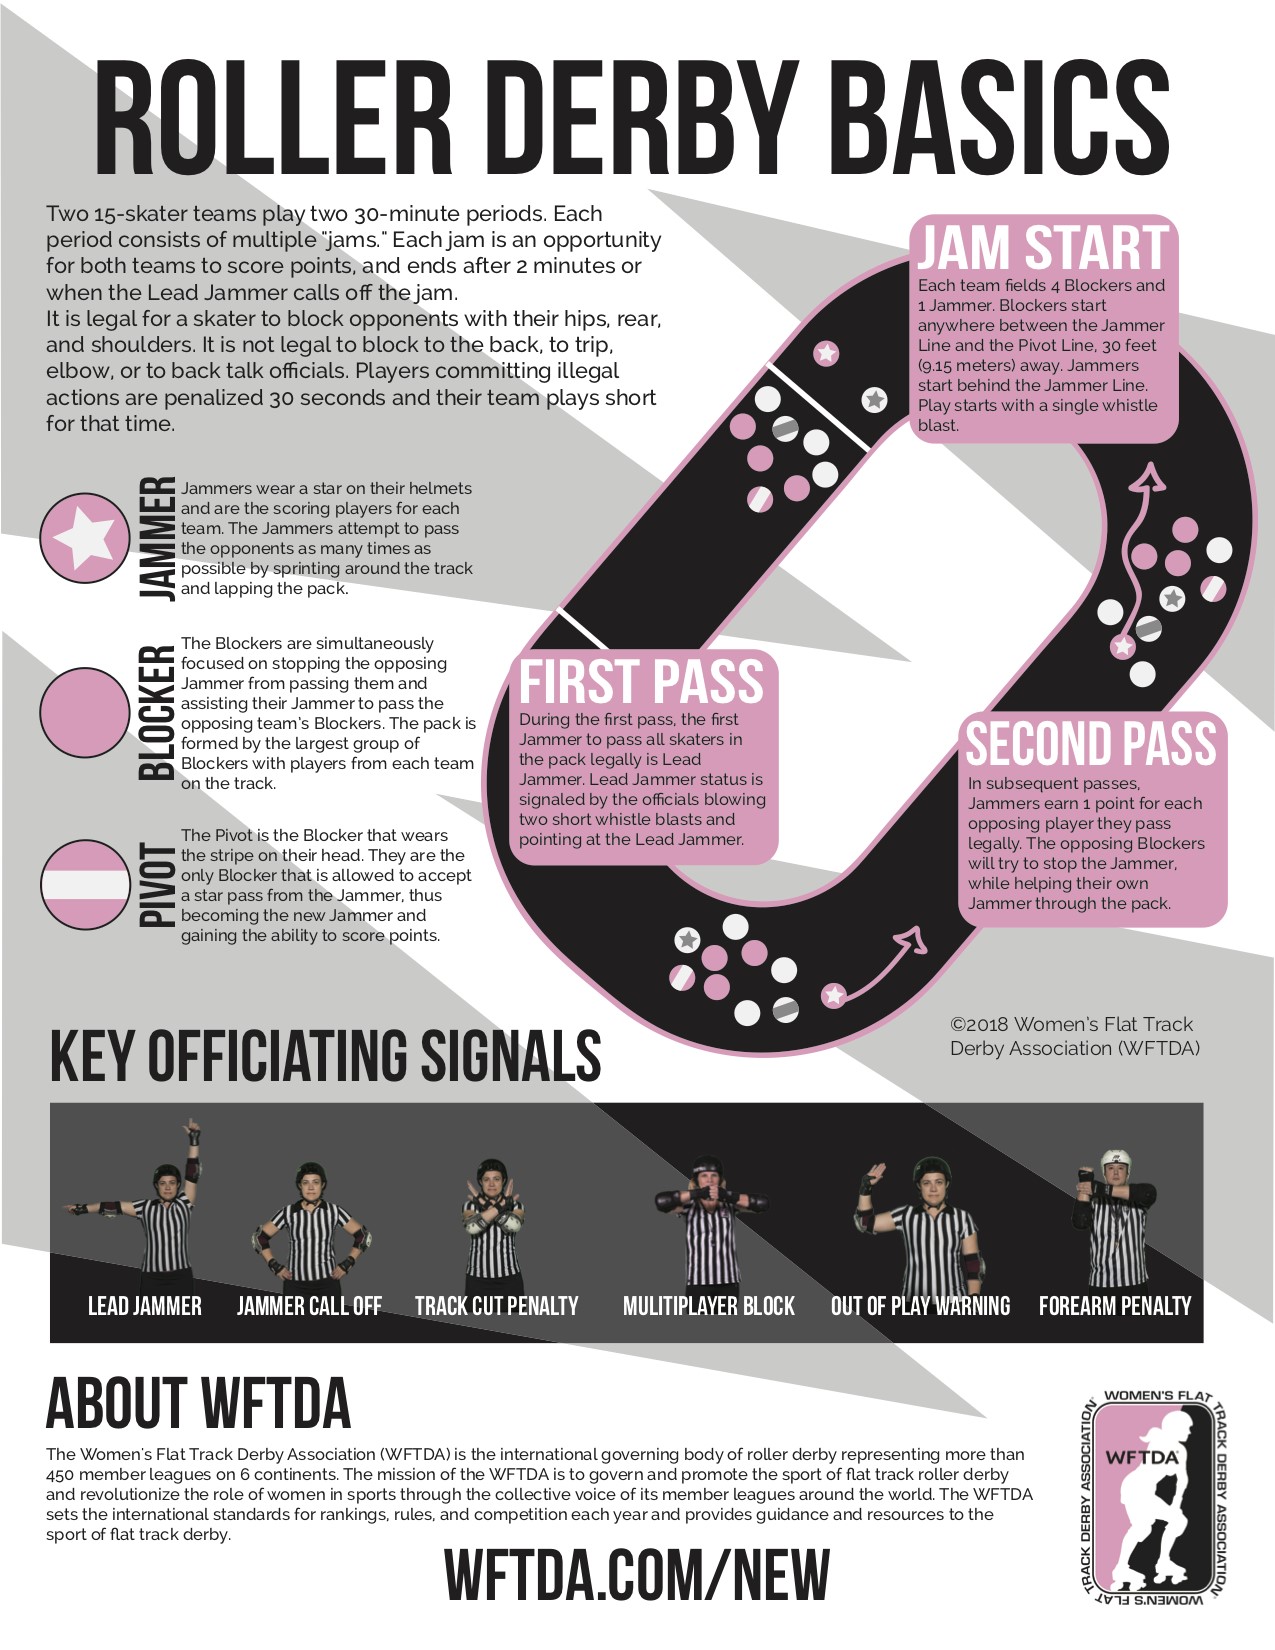 ROLLER DERBY BASICS
Two 15-skater teams play two 30-minute periods. Each
period consists of multiple "jams." Each jam is an opportunity
for both teams to score points, and ends after 2 minutes or
when the Lead Jammer calls off the jam.
It is legal for a skater to block opponents with their hips, rear,
and shoulders. It is not legal to block to the back, to trip,
elbow, or to back talk officials. Players committing illegal
actions are penalized 30 seconds and their team plays short
for that time.
JAM START
Each team fields 4 Blockers and
1 Jammer. Blockers start
anywhere between the Jammer
Line and the Pivot Line, 30 feet
(9.15 meters) away. Jammers
start behind the Jammer Line.
Play starts with a single whistle
blast.
JAMMER
Jammers wear a star on their helmets
and are the scoring players for each
team. The Jammers attempt to pass
the opponents as many times as
possible by sprinting around the track
and lapping the pack.
BLOCKER
The Blockers are simultaneously
focused on stopping the opposing
Jammer from passing them and
assisting their Jammer to pass the
opposing team's Blockers. The pack is
formed by the largest group of
Blockers with players from each team
on the track.
PIVOT
The Pivot is the Blocker that wears
the stripe on their head. They are the
only Blocker that is allowed to accept
a star pass from the Jammer, thus
becoming the new Jammer and
gaining the ability to score points.
FIRST PASS
During the first pass, the first
Jammer to pass all skaters in
the pack legally is Lead
Jammer. Lead Jammer status is
signaled by the officials blowing
two short whistle blasts and
pointing at the Lead Jammer.
SECOND PASS
In subsequent passes,
Jammers earn 1 point for each
opposing player they pass
legally. The opposing Blockers
will try to stop the Jammer,
while helping their own
Jammer through the pack.
©2018 Women's Flat Track
Derby Association (WFTDA)
KEY OFFICIATING SIGNALS
LEAD JAMMER
JAMMER CALL OFF
TRACK CUT PENALTY
MULITIPLAYER BLOCK
OUT OF PLAY WARNING
FOREARM PENALTY
ABOUT WFTDA
The Women's Flat Track Derby Association (WFTDA) is the international governing body of roller derby representing more than
450 member leagues on 6 continents. The mission of the WFTDA is to govern and promote the sport of flat track roller derby
and revolutionize the role of women in sports through the collective voice of its member leagues around the world. The WFTDA
sets the international standards for rankings, rules, and competition each year and provides guidance and resources to the
sport of flat track derby.
WFTDA.COM/NEW
WOMEN'S FLAT TRACK DERBY ASSOCIATION
WFTDA
WOMEN'S FLAT TRACK DERBY ASSOCIATION